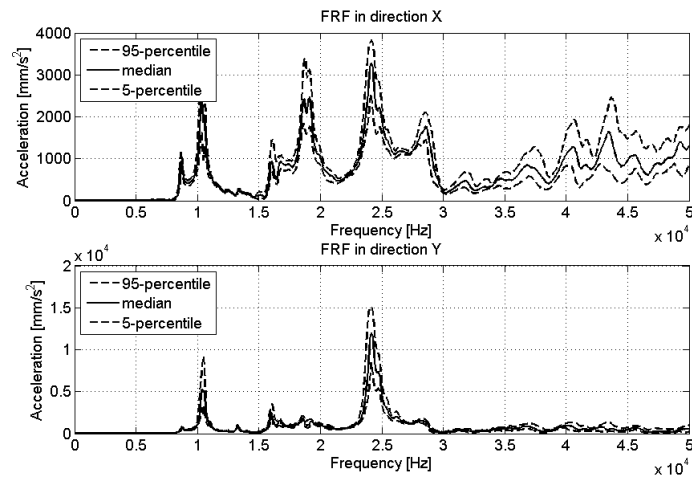 FRF in direction X
4000
3000
2000
1000
0
Acceleration [mm/s²]
95-percentile
median
5-percentile
0 0.5 1 1.5 2 2.5 3 3.5 4 4.5 5
Frequency [Hz]
x 10⁴
FRF in direction Y
x 10⁴
2
1.5
1
0.5
0
Acceleration [mm/s²]
95-percentile
median
5-percentile
0 0.5 1 1.5 2 2.5 3 3.5 4 4.5 5
Frequency [Hz]
x 10⁴